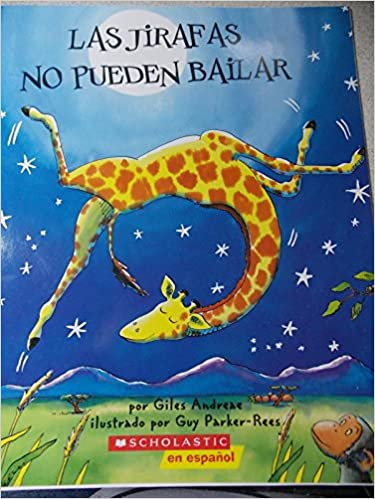 LAS JIRAFAS
NO PUEDEN BAILAR
por Giles Andreae
ilustrado por Guy Parker-Rees
SCHOLASTIC
en español